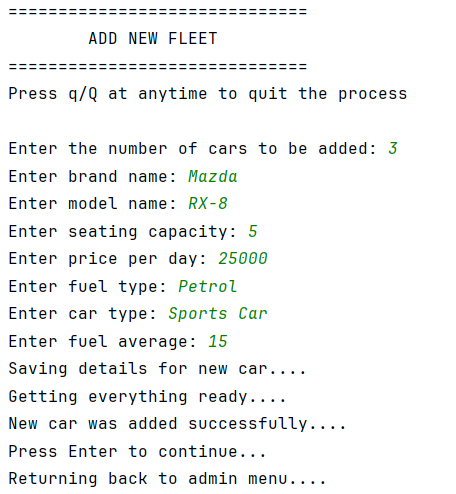 ==============================
ADD NEW FLEET
==============================
Press q/Q at anytime to quit the process
Enter the number of cars to be added: 3
Enter brand name: Mazda
Enter model name: RX-8
Enter seating capacity: 5
Enter price per day: 25000
Enter fuel type: Petrol
Enter car type: Sports Car
Enter fuel average: 15
Saving details for new car....
Getting everything ready....
New car was added successfully....
Press Enter to continue...
Returning back to admin menu....